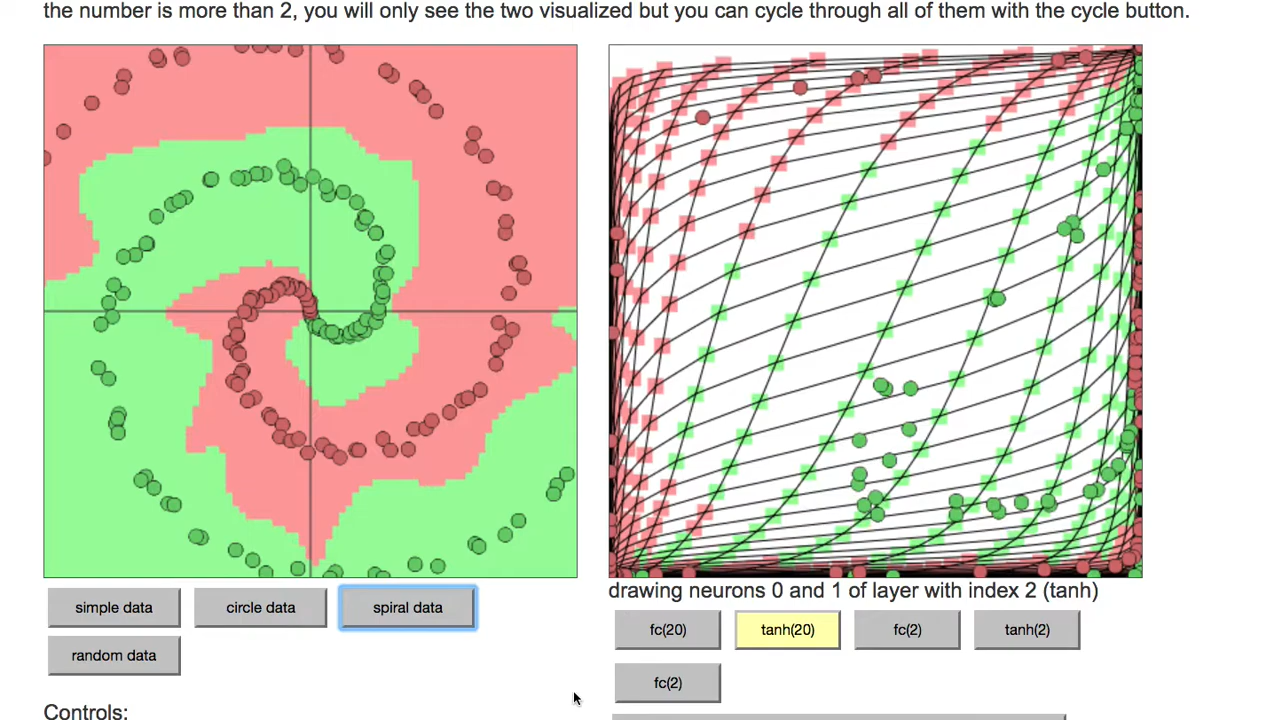 the number is more than 2, you will only see the two visualized but you can cycle through all of them with the cycle button.
drawing neurons 0 and 1 of layer with index 2 (tanh)
simple data
circle data
spiral data
fc(20)
tanh(20)
fc(2)
tanh(2)
random data
fc(2)
Controls: